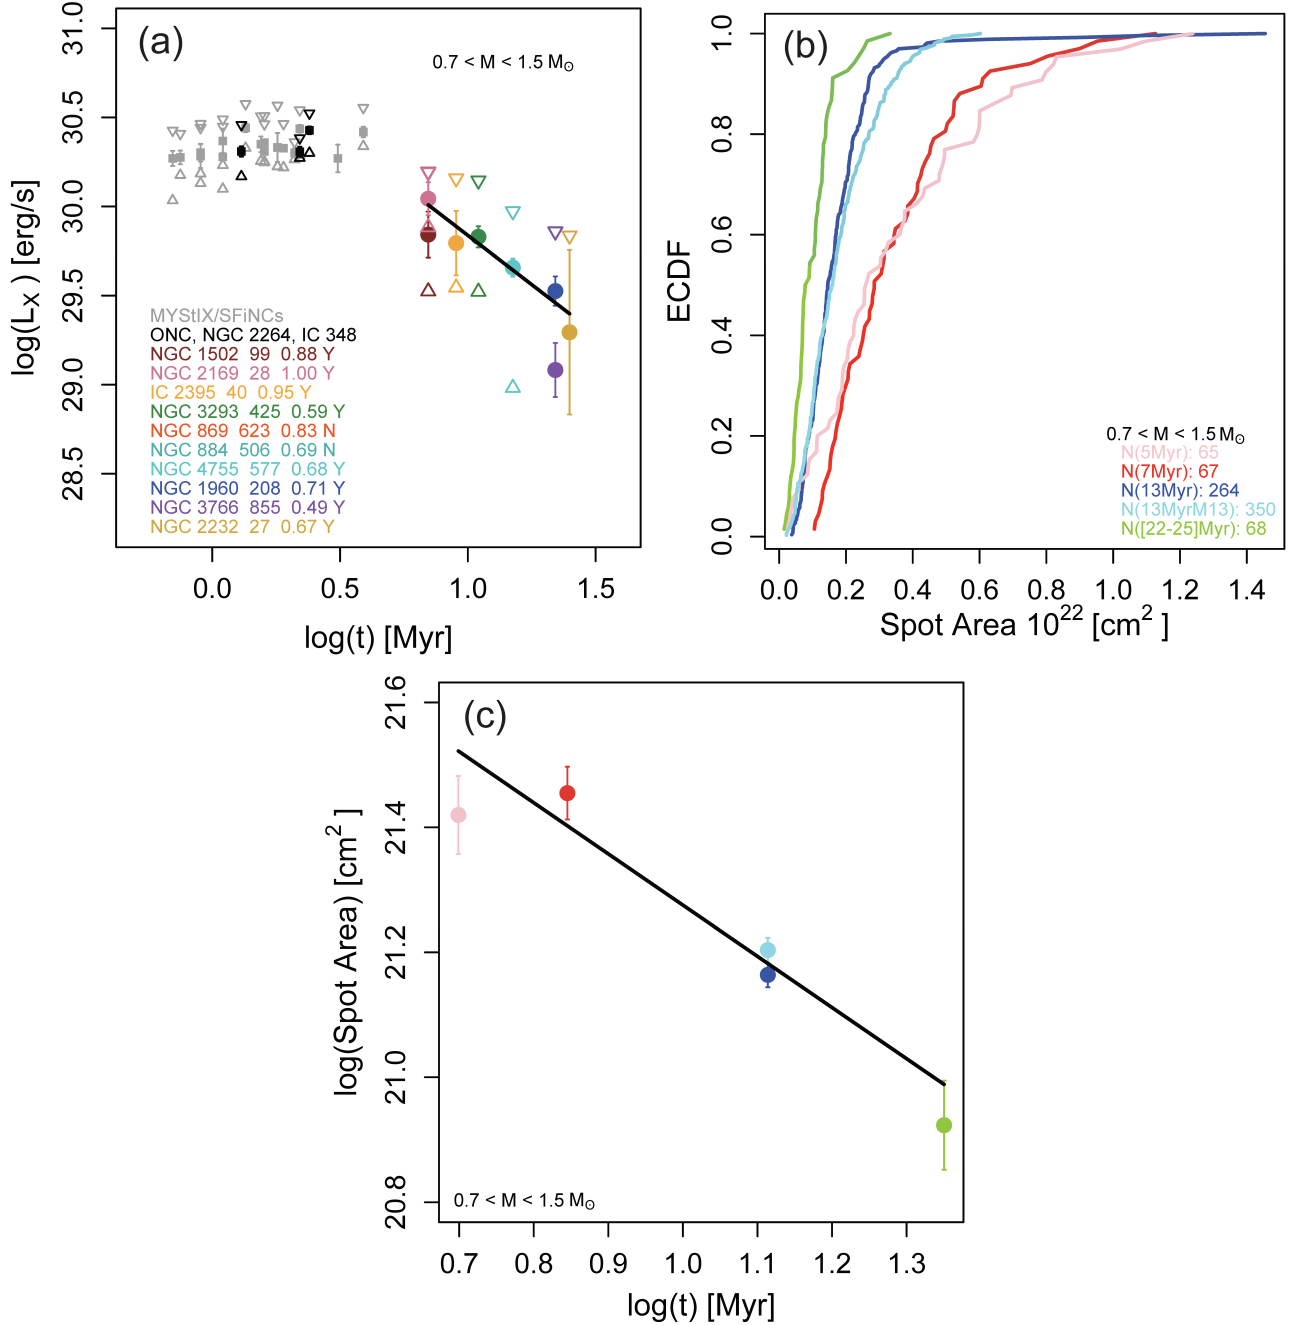 (a)
0.7 < M < 1.5 M⊙
31.0
30.5
30.0
29.5
29.0
28.5
log(Lx ) [erg/s]
MYStIX/SFiNCs
ONC, NGC 2264, IC 348
NGC 1502 99 0.88 Y
NGC 2169 28 1.00 Y
IC 2395 40 0.95 Y
NGC 3293 425 0.59 Y
NGC 869 623 0.83 N
NGC 884 506 0.69 N
NGC 4755 577 0.68 Y
NGC 1960 208 0.71 Y
NGC 3766 855 0.49 Y
NGC 2232 27 0.67 Y
0.0 0.5 1.0 1.5
log(t) [Myr]
(b)
1.0
0.8
0.6
0.4
0.2
0.0
ECDF
0.7 < M < 1.5 M⊙
N(5Myr): 65
N(7Myr): 67
N(13Myr): 264
N(13MyrM13): 350
N([22-25]Myr): 68
0.0 0.2 0.4 0.6 0.8 1.0 1.2 1.4
Spot Area 10²² [cm² ]
(c)
21.6
21.4
21.2
21.0
20.8
log(Spot Area) [cm² ]
0.7 < M < 1.5 M⊙
0.7 0.8 0.9 1.0 1.1 1.2 1.3
log(t) [Myr]